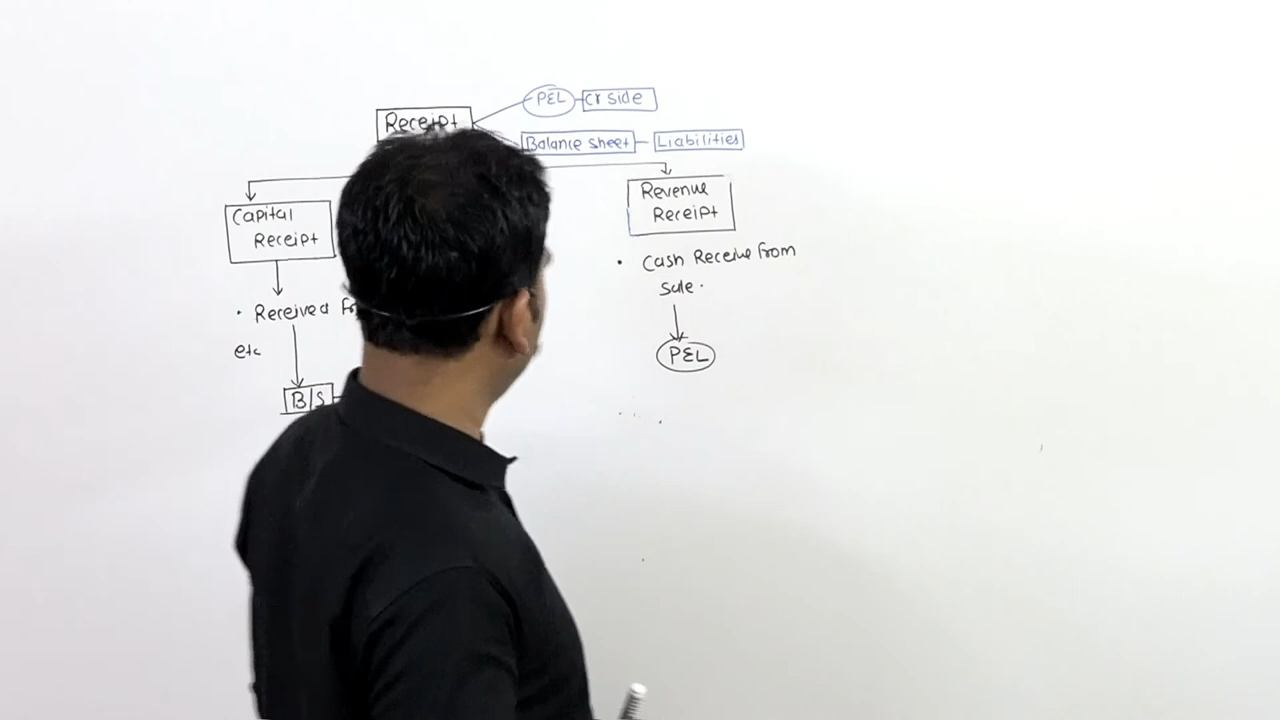 Receipt
P&L
Cr side
Balance sheet
Liabilities
Capital
Receipt
Revenue
Receipt
• Received
etc
B/S
• Cash Receive from
sale.
P&L